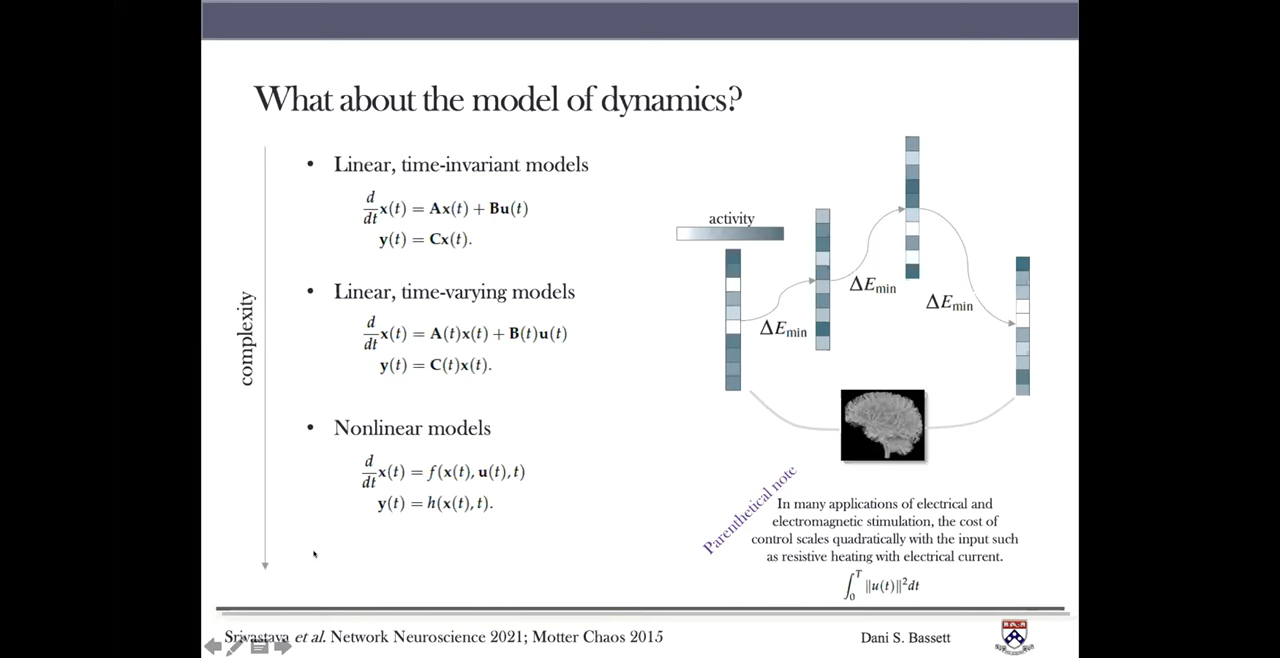 What about the model of dynamics?
complexity
• Linear, time-invariant models
d/dt x(t) = Ax(t) + Bu(t)
y(t) = Cx(t).
• Linear, time-varying models
d/dt x(t) = A(t)x(t) + B(t)u(t)
y(t) = C(t)x(t).
• Nonlinear models
d/dt x(t) = f(x(t), u(t), t)
y(t) = h(x(t), t).
activity
ΔE_min
ΔE_min
ΔE_min
Parenthetical note
In many applications of electrical and
electromagnetic stimulation, the cost of
control scales quadratically with the input such
as resistive heating with electrical current.
∫₀ᵀ ||u(t)||² dt
Srivastava et al. Network Neuroscience 2021; Motter Chaos 2015
Dani S. Bassett